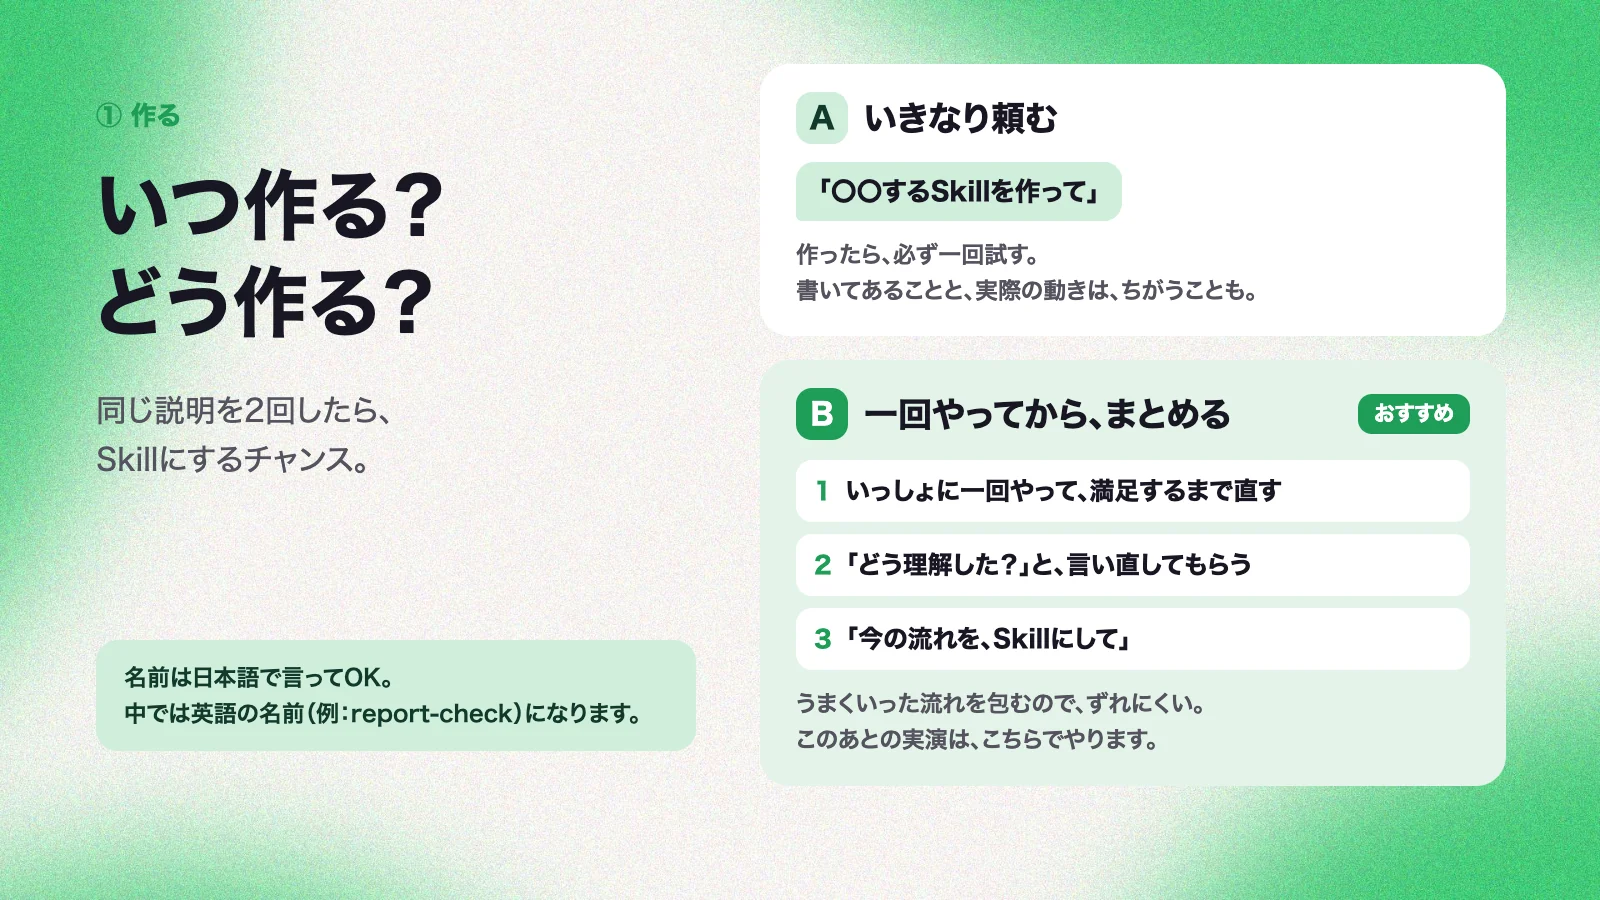 ① 作る
いつ作る？
どう作る？
同じ説明を2回したら、
Skillにするチャンス。
名前は日本語で言ってOK。
中では英語の名前（例：report-check）になります。
A いきなり頼む
「〇〇するSkillを作って」
作ったら、必ず一回試す。
書いてあることと、実際の動きは、ちがうことも。
B 一回やってから、まとめる おすすめ
1 いっしょに一回やって、満足するまで直す
2 「どう理解した？」と、言い直してもらう
3 「今の流れを、Skillにして」
うまくいった流れを包むので、ずれにくい。
このあとの実演は、こちらでやります。